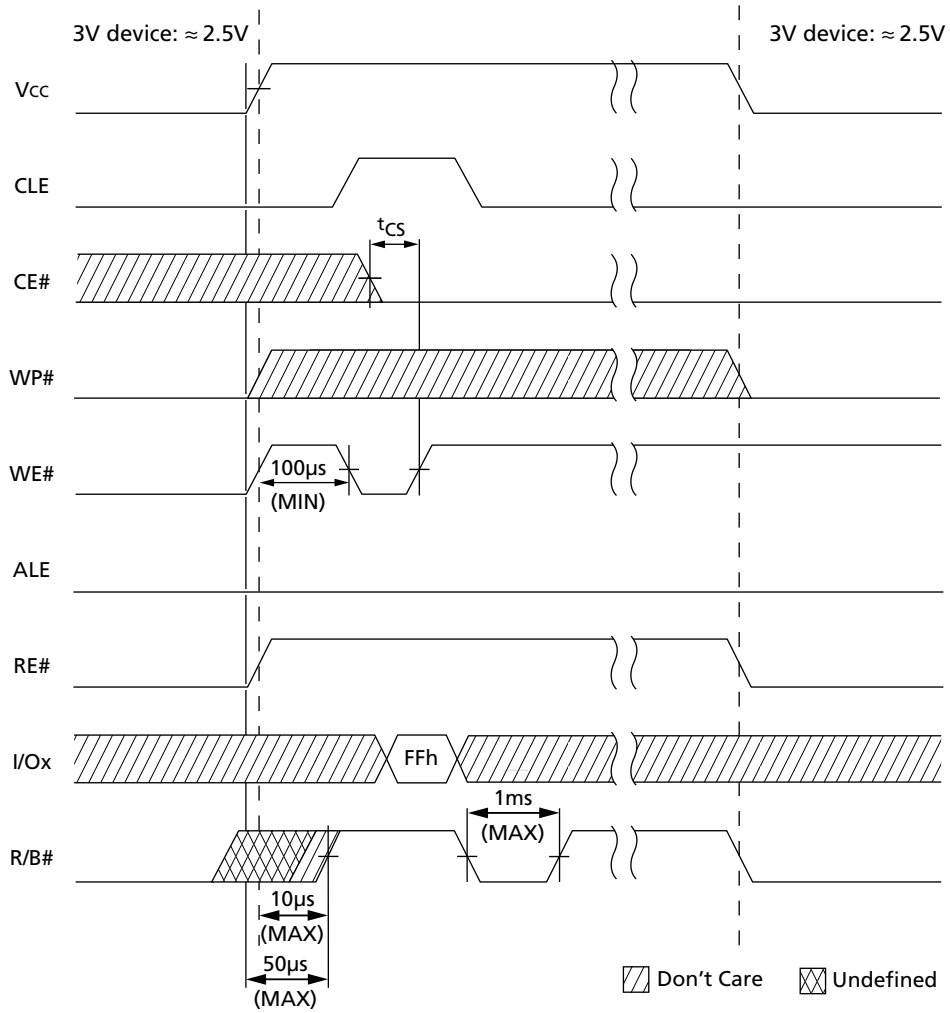 3V device: ≈ 2.5V
3V device: ≈ 2.5V
Vcc
CLE
tCS
CE#
WP#
WE#
100µs
(MIN)
ALE
RE#
I/Ox
FFh
1ms
(MAX)
R/B#
10µs
(MAX)
50µs
(MAX)
Don't Care
Undefined